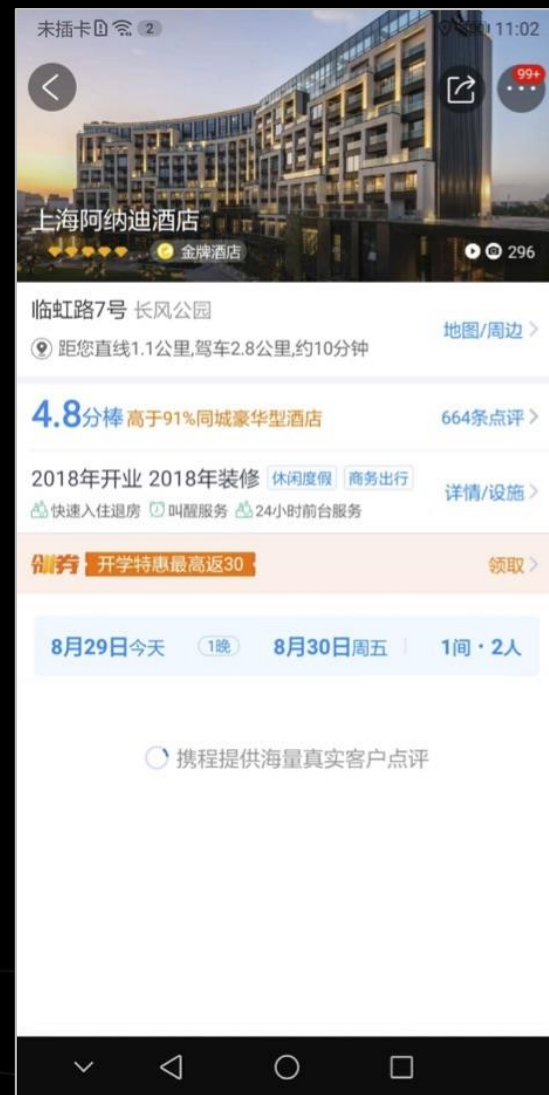 未插卡 2 11:02
99+
上海阿纳迪酒店
金牌酒店 296
临虹路7号 长风公园
地图/周边
距您直线1.1公里,驾车2.8公里,约10分钟
4.8分棒 高于91%同城豪华型酒店 664条点评
2018年开业 2018年装修 休闲度假 商务出行
详情/设施
快速入住退房 叫醒服务 24小时前台服务
领券 开学特惠最高返30 领取
8月29日今天 1晚 8月30日周五 1间·2人
携程提供海量真实客户点评